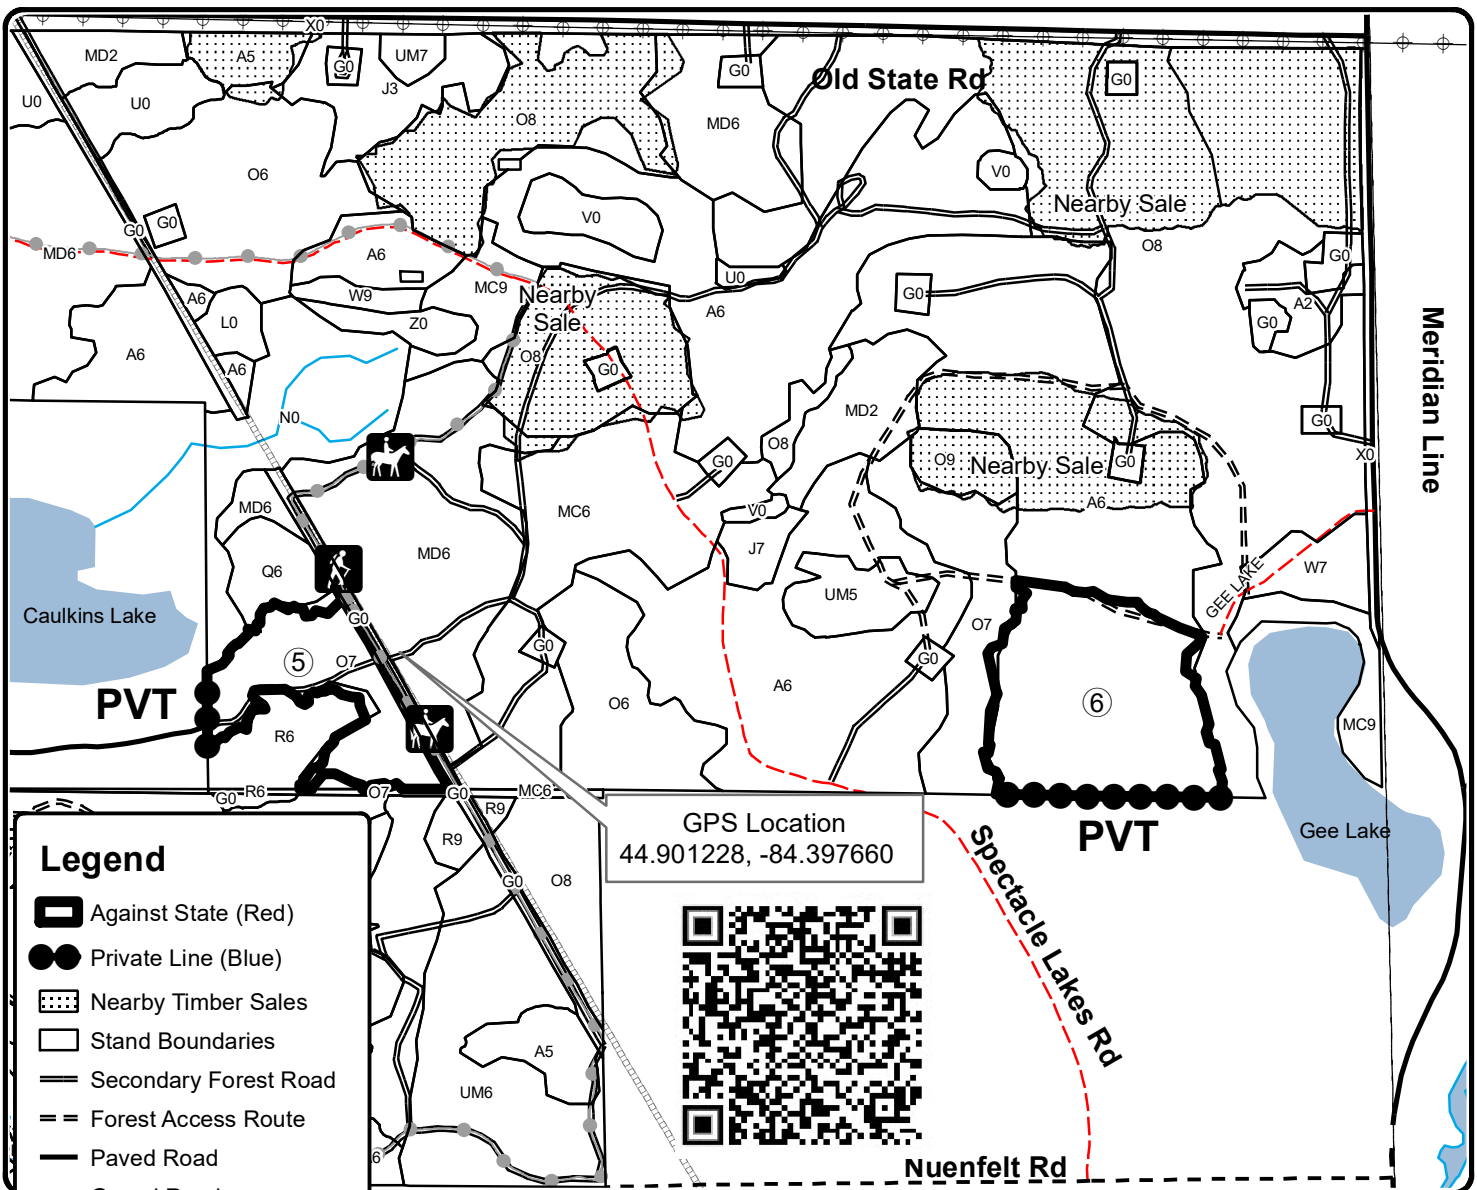 X0
MD2
A5
G0
UM7
J3
U0
U0
O8
G0
Old State Rd
G0
MD6
O6
V0
V0
Nearby Sale
G0
G0
MD6
A6
O8
G0
U0
MC9
Nearby
Sale
A6
W9
L0
Z0
A6
G0
A2
G0
A6
O8
G0
A6
Meridian Line
N0
MD2
G0
O8
G0
O9
Nearby Sale
G0
X0
MD6
MC6
V0
A6
MD6
J7
Q6
W7
GEE LAKE
UM5
Caulkins Lake
G0
O7
G0
⑤
O7
G0
A6
O6
⑥
PVT
R6
MC9
G0
R6
O7
G0
MC6
R9
R9
GPS Location
44.901228, -84.397660
PVT
Gee Lake
Spectacle Lakes Rd
G0
O8
A5
UM6
6
Nuenfelt Rd
Legend
Against State (Red)
Private Line (Blue)
Nearby Timber Sales
Stand Boundaries
Secondary Forest Road
Forest Access Route
Paved Road